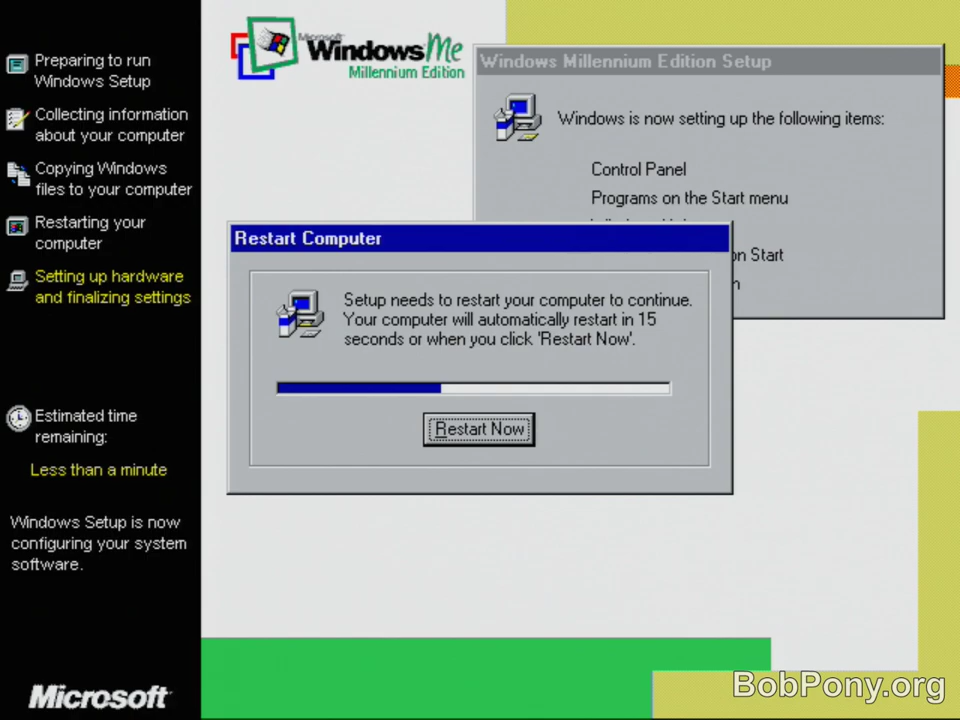 Preparing to run
Windows Setup
Collecting information
about your computer
Copying Windows
files to your computer
Restarting your
computer
Setting up hardware
and finalizing settings
Estimated time
remaining:
Less than a minute
Windows Setup is now
configuring your system
software.
Microsoft
Microsoft
Windows Me
Millennium Edition
Windows Millennium Edition Setup
Windows is now setting up the following items:
Control Panel
Programs on the Start menu
on Start
Restart Computer
Setup needs to restart your computer to continue.
Your computer will automatically restart in 15
seconds or when you click 'Restart Now'.
Restart Now
BobPony.org